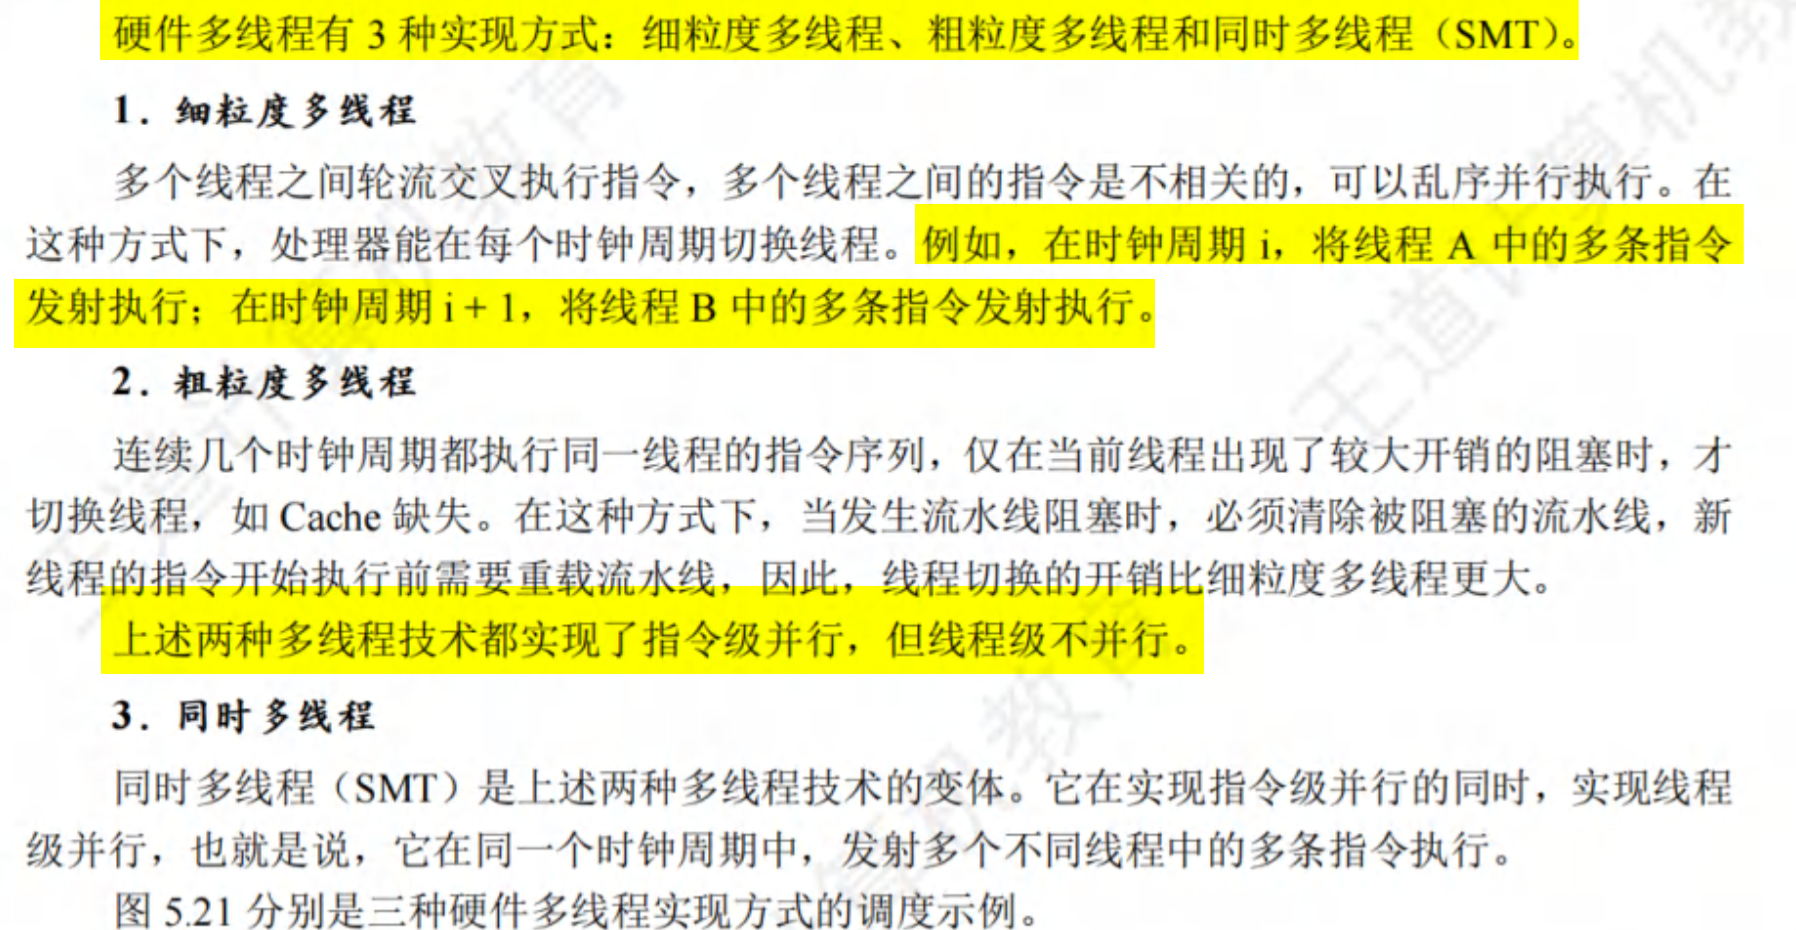 硬件多线程有 3 种实现方式：细粒度多线程、粗粒度多线程和同时多线程（SMT）。
1．细粒度多线程
多个线程之间轮流交叉执行指令，多个线程之间的指令是不相关的，可以乱序并行执行。在
这种方式下，处理器能在每个时钟周期切换线程。例如，在时钟周期 i，将线程 A 中的多条指令
发射执行；在时钟周期 i + 1，将线程 B 中的多条指令发射执行。
2．粗粒度多线程
连续几个时钟周期都执行同一线程的指令序列，仅在当前线程出现了较大开销的阻塞时，才
切换线程，如 Cache 缺失。在这种方式下，当发生流水线阻塞时，必须清除被阻塞的流水线，新
线程的指令开始执行前需要重载流水线，因此，线程切换的开销比细粒度多线程更大。
上述两种多线程技术都实现了指令级并行，但线程级不并行。
3．同时多线程
同时多线程（SMT）是上述两种多线程技术的变体。它在实现指令级并行的同时，实现线程
级并行，也就是说，它在同一个时钟周期中，发射多个不同线程中的多条指令执行。
图 5.21 分别是三种硬件多线程实现方式的调度示例。